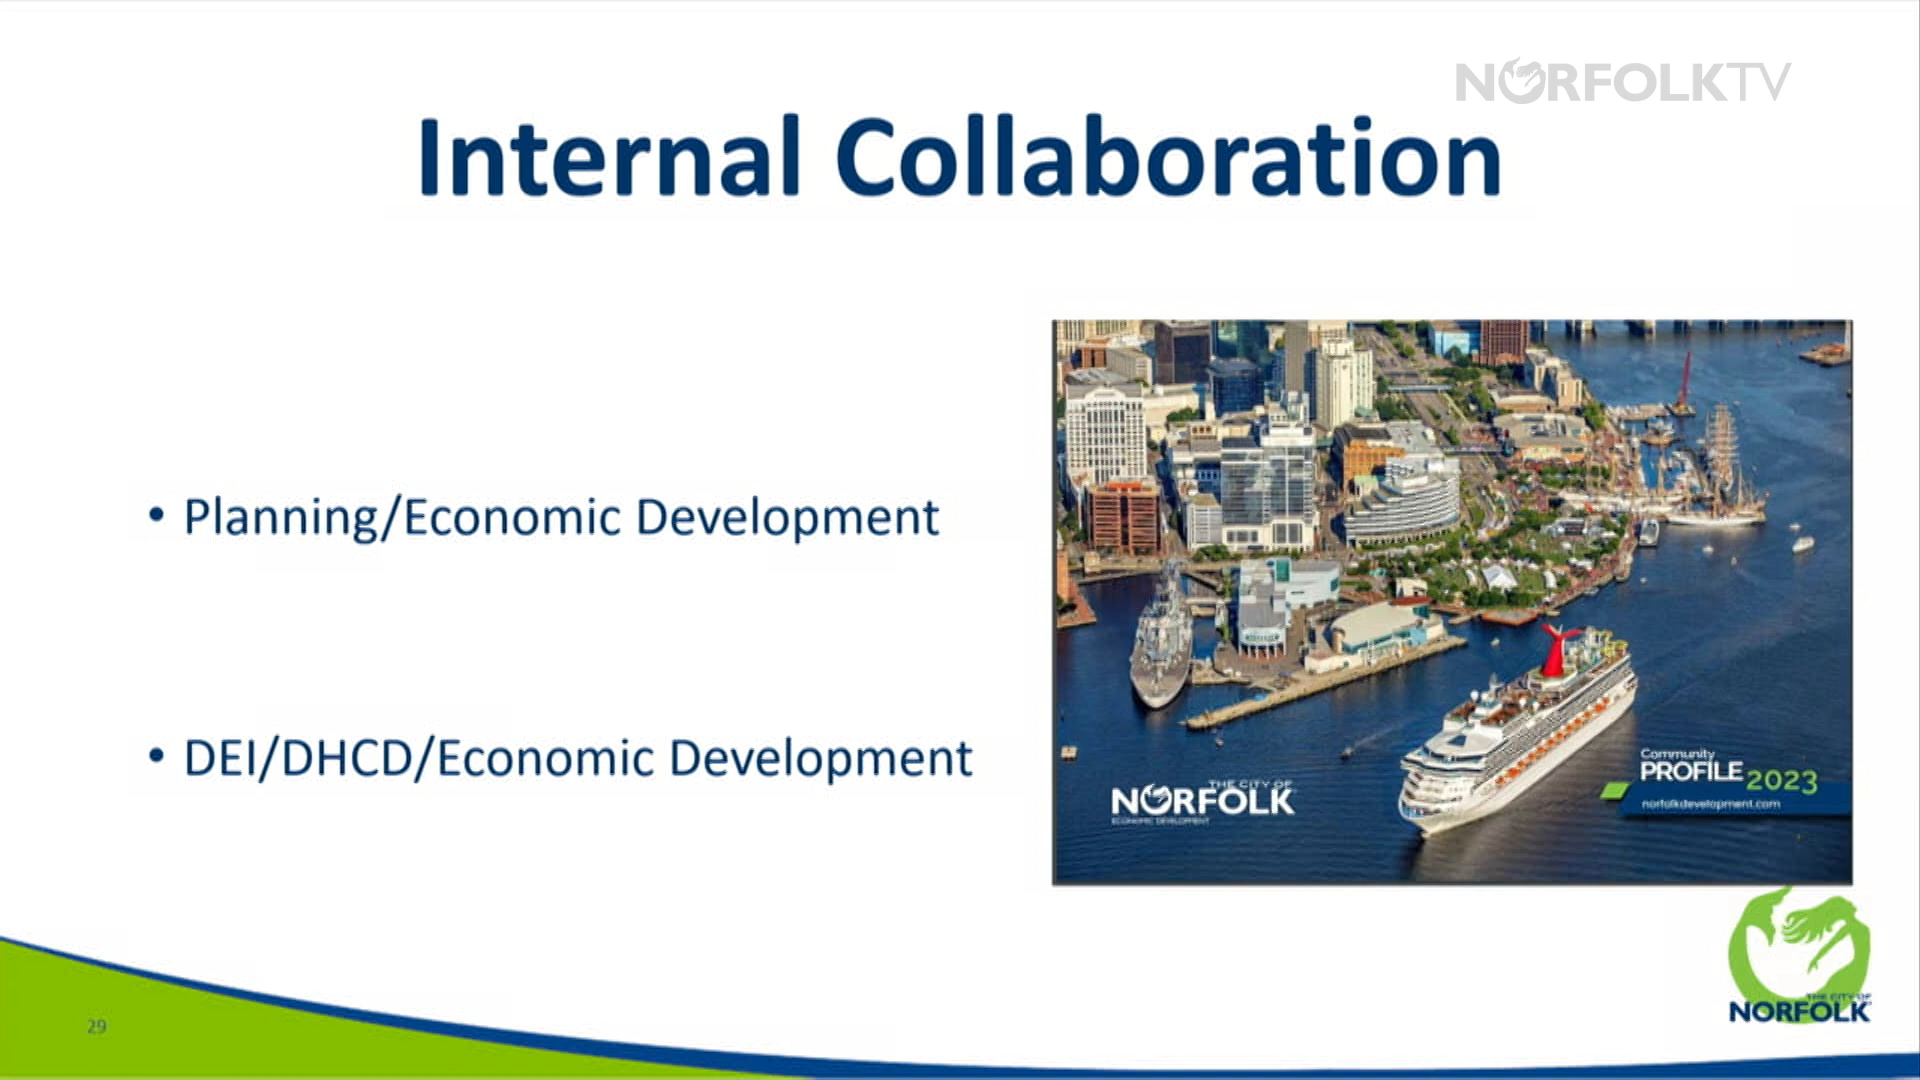 NORFOLKTV
Internal Collaboration
• Planning/Economic Development
• DEI/DHCD/Economic Development
Community
PROFILE 2023
norfolkdevelopment.com
THE CITY OF
NORFOLK
ECONOMIC DEVELOPMENT
THE CITY OF
NORFOLK
29